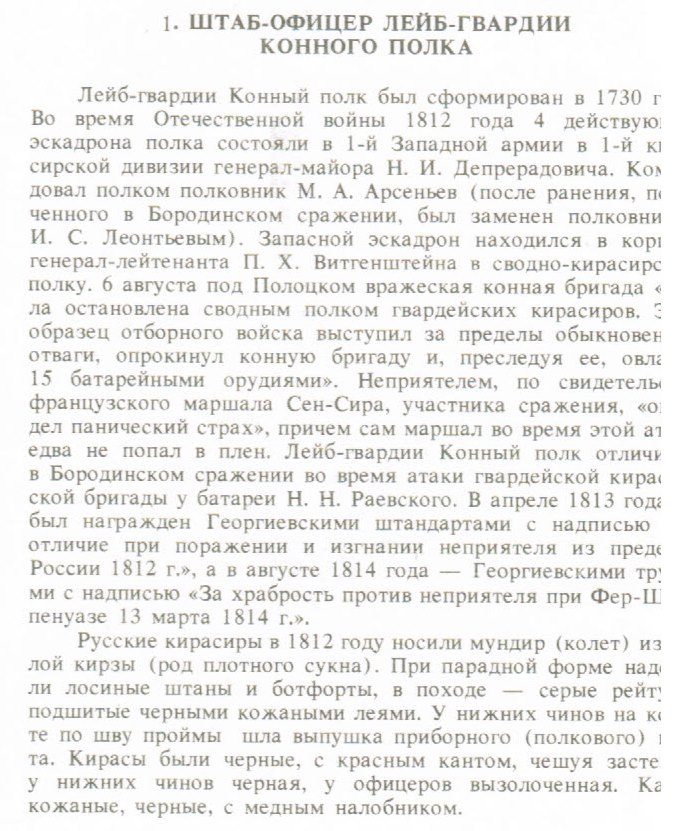 1. ШТАБ-ОФИЦЕР ЛЕЙБ-ГВАРДИИ
КОННОГО ПОЛКА
Лейб-гвардии Конный полк был сформирован в 1730 г
Во время Отечественной войны 1812 года 4 действую
эскадрона полка состояли в 1-й Западной армии в 1-й ки
сирской дивизии генерал-майора Н. И. Депрерадовича. Ком
довал полком полковник М. А. Арсеньев (после ранения, по
ченного в Бородинском сражении, был заменен полковни
И. С. Леонтьевым). Запасной эскадрон находился в корп
генерал-лейтенанта П. Х. Витгенштейна в сводно-кирасирс
полку. 6 августа под Полоцком вражеская конная бригада «
ла остановлена сводным полком гвардейских кирасиров. Э
образец отборного войска выступил за пределы обыкновен
отваги, опрокинул конную бригаду и, преследуя ее, овла
15 батарейными орудиями». Неприятелем, по свидетельс
французского маршала Сен-Сира, участника сражения, «о
дел панический страх», причем сам маршал во время этой ат
едва не попал в плен. Лейб-гвардии Конный полк отличи
в Бородинском сражении во время атаки гвардейской кирас
ской бригады у батареи Н. Н. Раевского. В апреле 1813 года
был награжден Георгиевскими штандартами с надписью
отличие при поражении и изгнании неприятеля из преде
России 1812 г.», а в августе 1814 года — Георгиевскими тру
ми с надписью «За храбрость против неприятеля при Фер-Ш
пенуазе 13 марта 1814 г.».
Русские кирасиры в 1812 году носили мундир (колет) из
лой кирзы (род плотного сукна). При парадной форме наде
ли лосиные штаны и ботфорты, в походе — серые рейту
подшитые черными кожаными леями. У нижних чинов на ко
те по шву проймы шла выпушка приборного (полкового)
та. Кирасы были черные, с красным кантом, чешуя засте
у нижних чинов черная, у офицеров вызолоченная. Ка
кожаные, черные, с медным налобником.